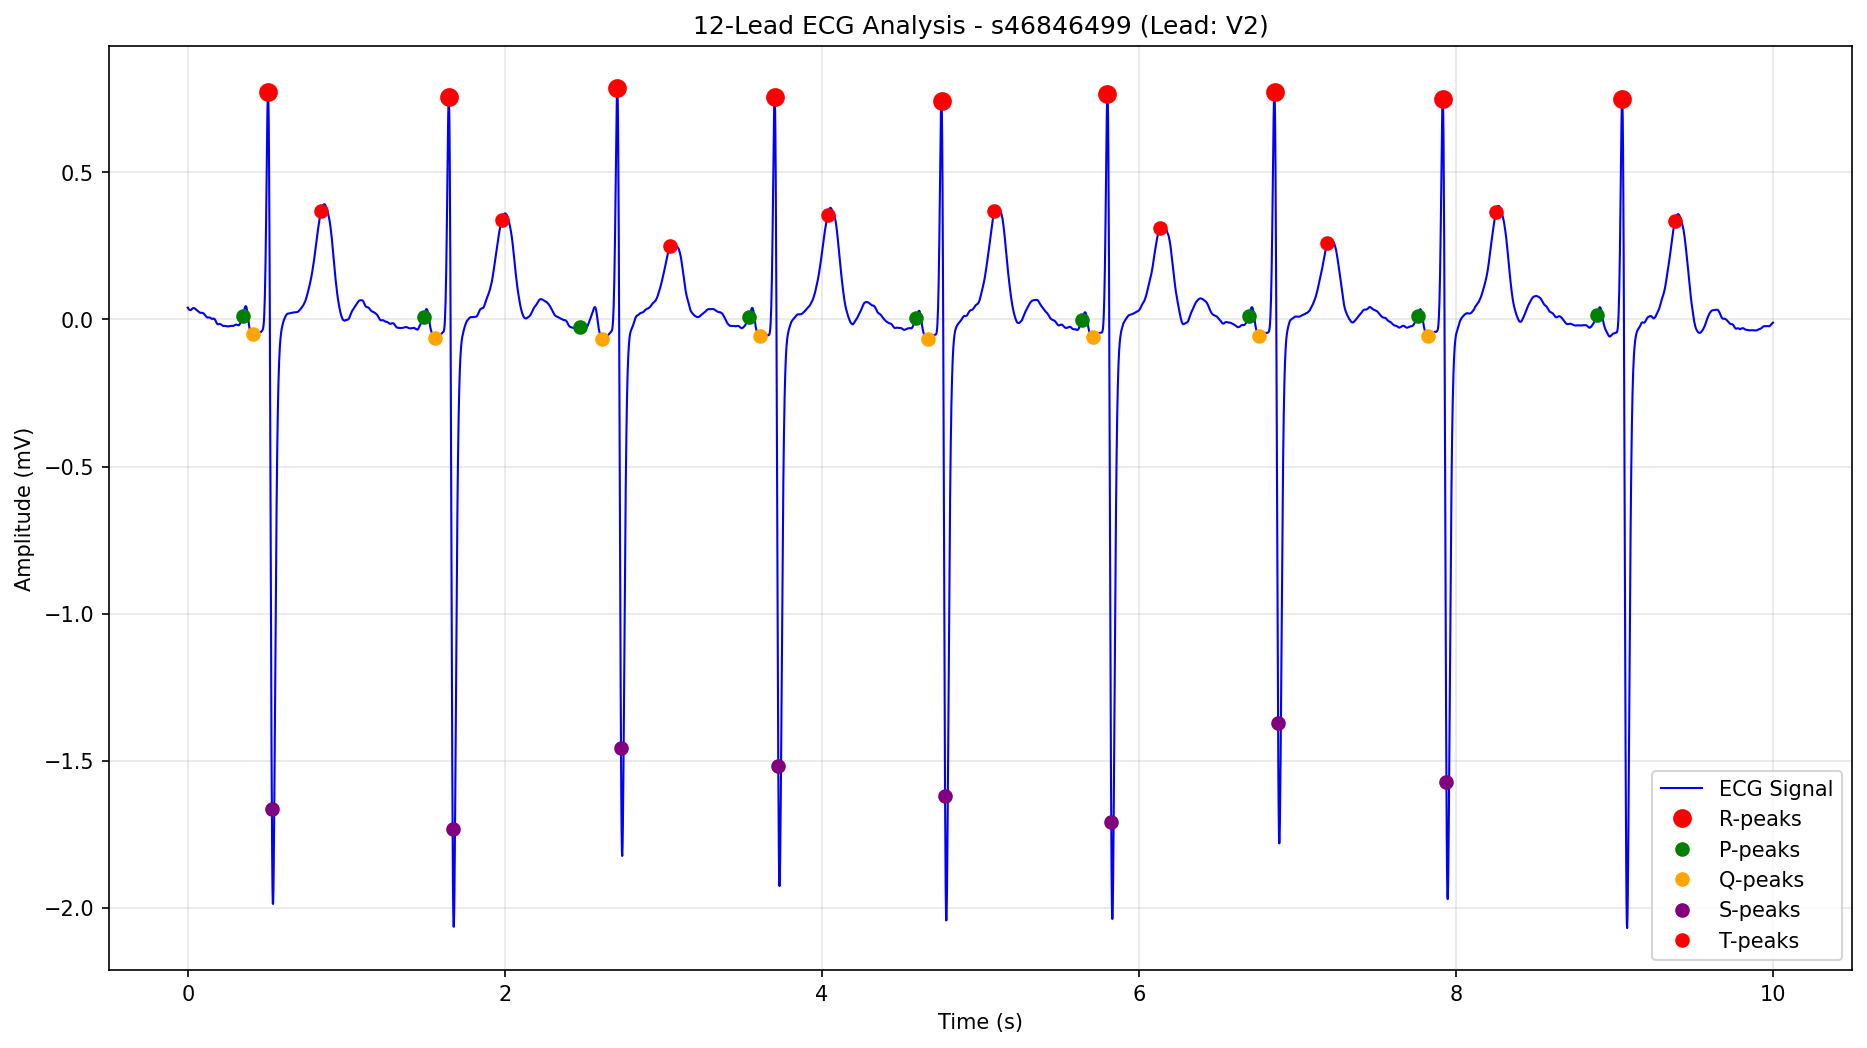 12-Lead ECG Analysis - s46846499 (Lead: V2)
Amplitude (mV)
0.5
0.0
−0.5
−1.0
−1.5
−2.0
ECG Signal
R-peaks
P-peaks
Q-peaks
S-peaks
T-peaks
0 2 4 6 8 10
Time (s)